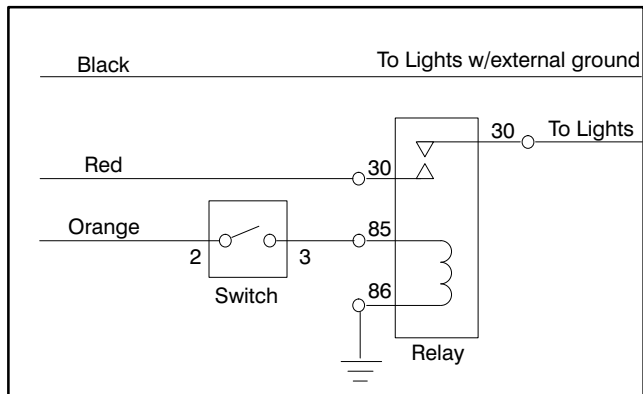 Black
To Lights w/external ground
30
To Lights
Red
30
Orange
85
2
3
Switch
86
Relay